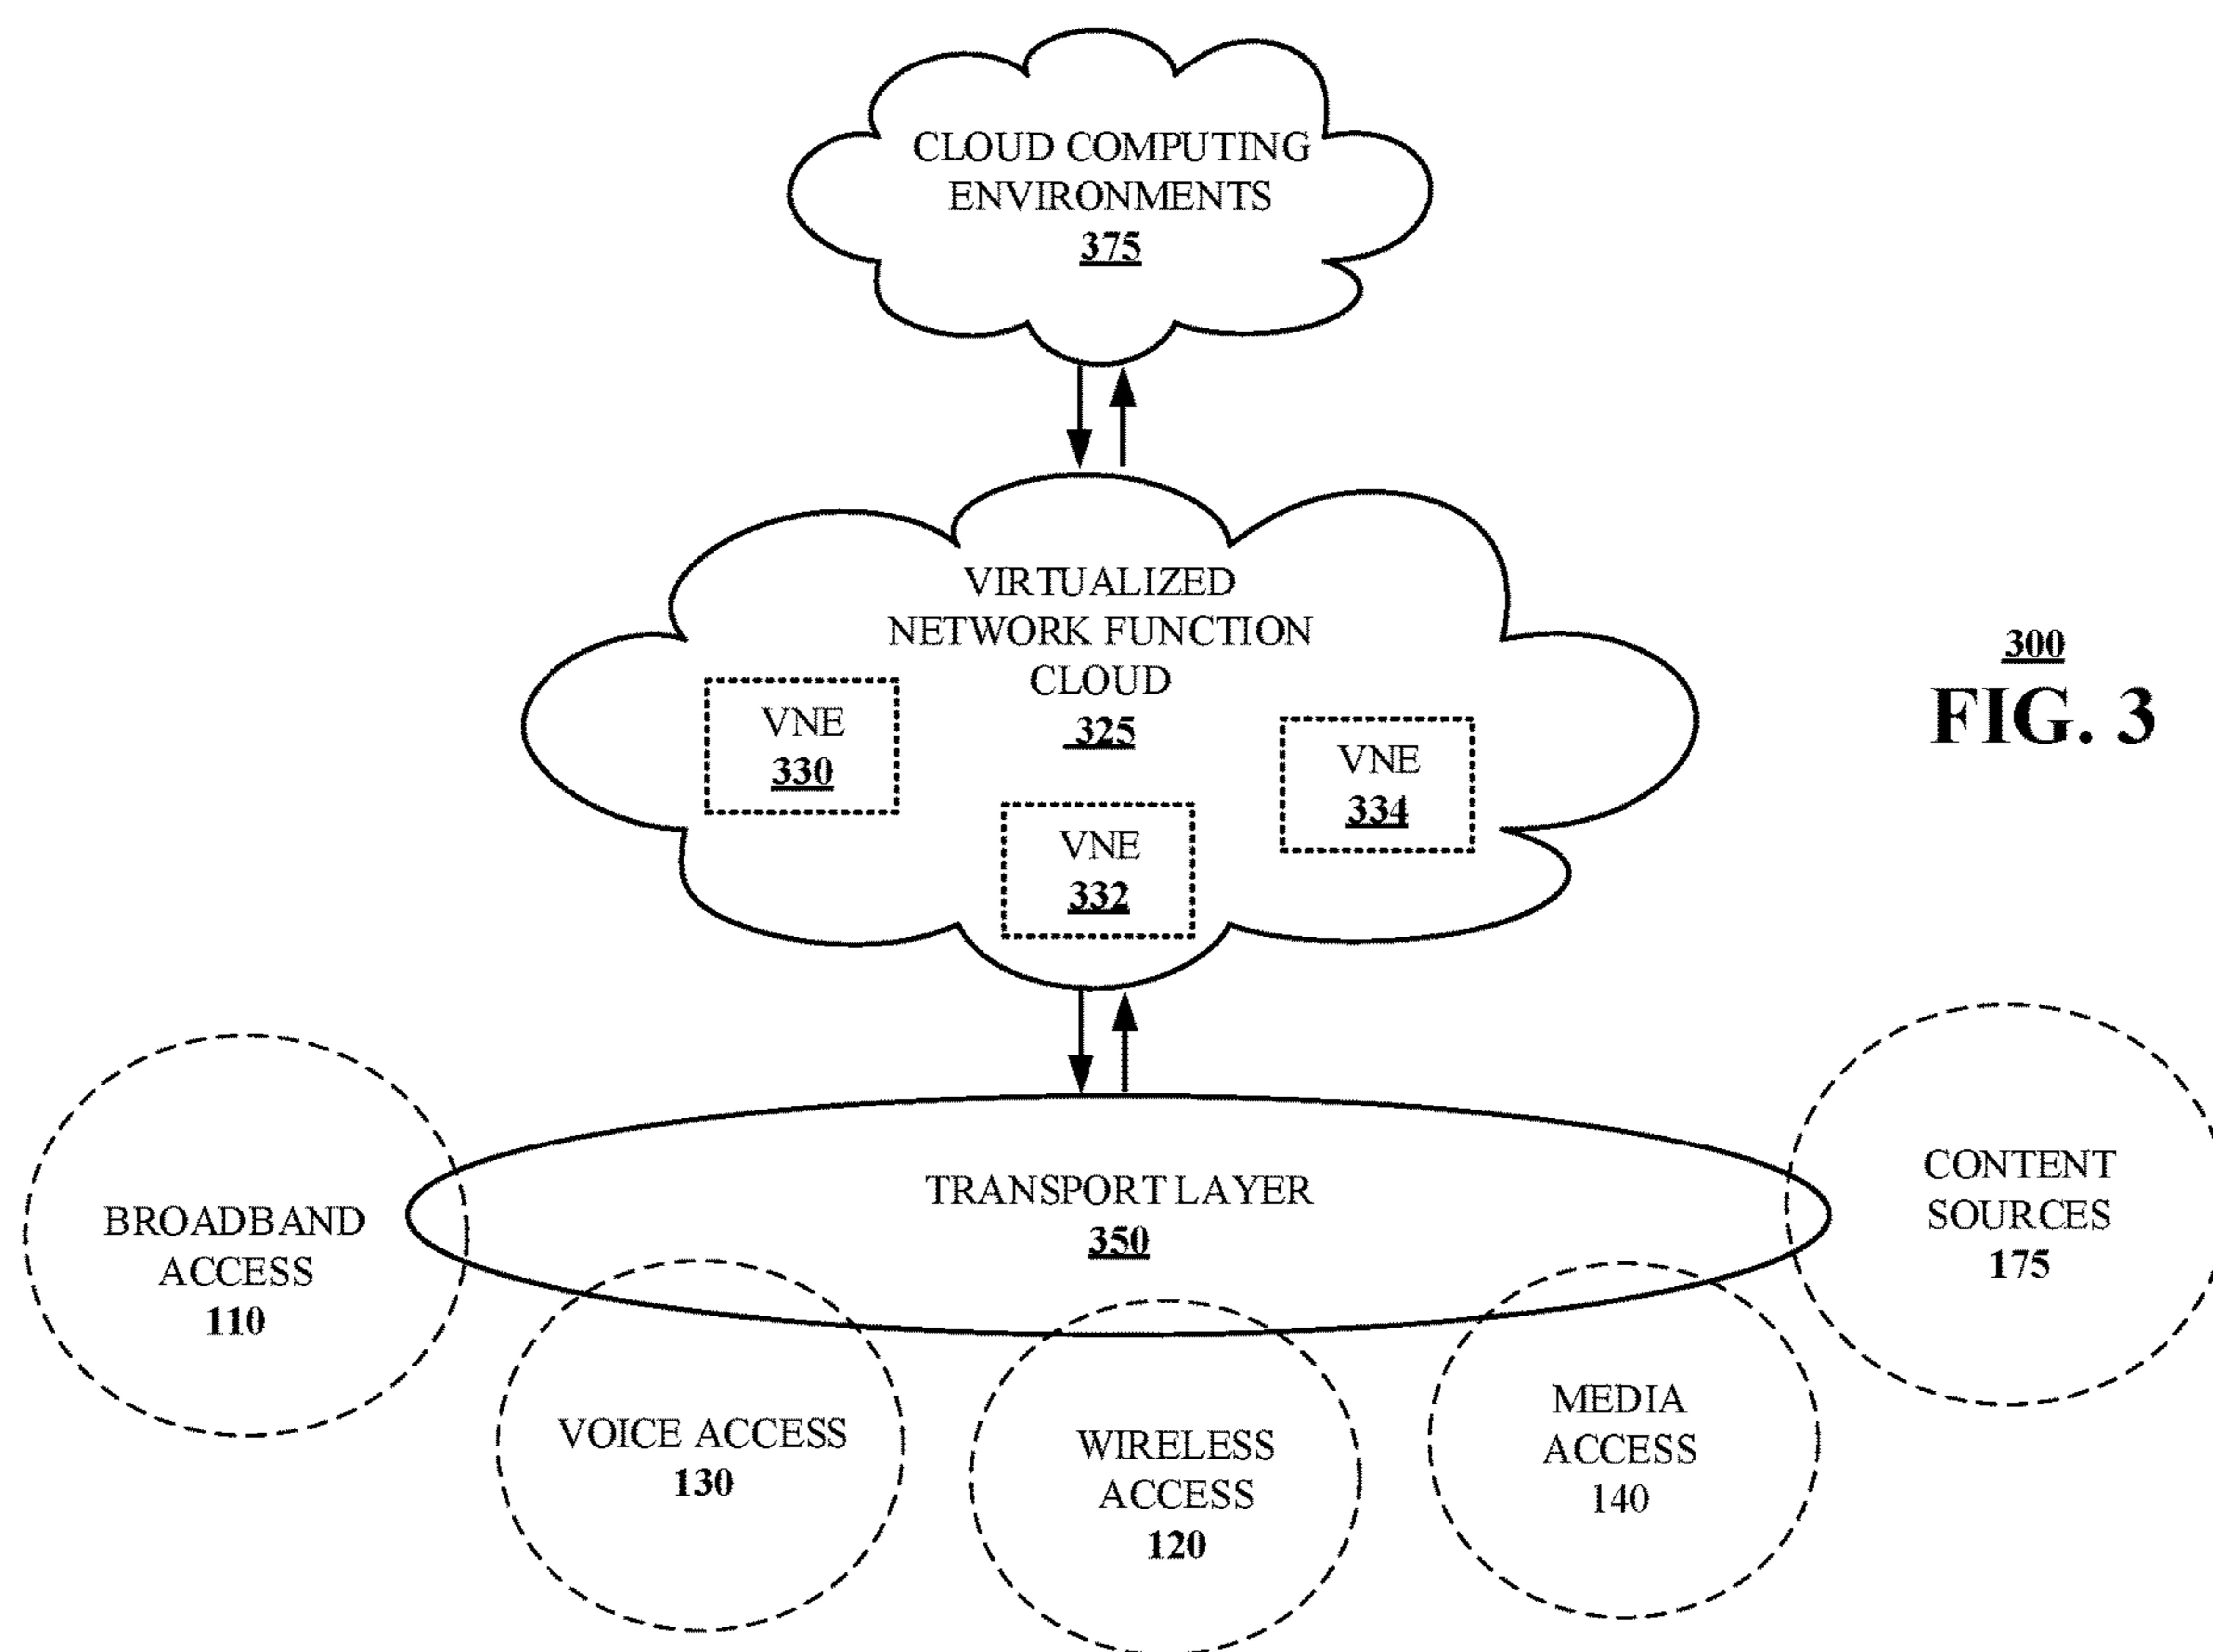 CLOUD COMPUTING
ENVIRONMENTS
375
VIRTUALIZED
NETWORK FUNCTION
CLOUD
325
VNE
330
VNE
332
VNE
334
300
FIG. 3
TRANSPORT LAYER
350
BROADBAND
ACCESS
110
VOICE ACCESS
130
WIRELESS
ACCESS
120
MEDIA
ACCESS
140
CONTENT
SOURCES
175